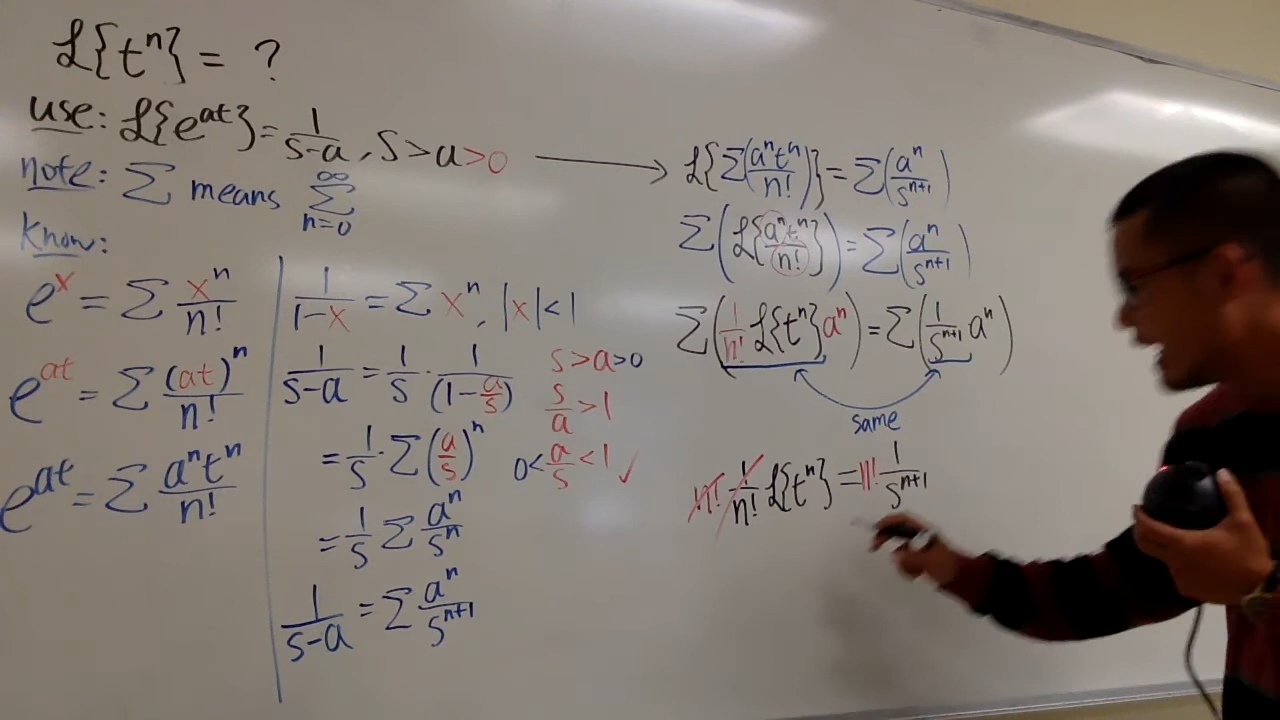 ℒ{tⁿ} = ?
use: ℒ{e^{at}} = 1/(s-a), s > a > 0
note: Σ means Σ_{n=0}^{∞}
Know:
e^x = Σ xⁿ/n!
e^{at} = Σ (at)ⁿ/n!
e^{at} = Σ aⁿtⁿ/n!
1/(1-x) = Σ xⁿ, |x| < 1
1/(s-a) = 1/s · 1/(1-a/s)
= 1/s · Σ (a/s)ⁿ
= 1/s Σ aⁿ/sⁿ
1/(s-a) = Σ aⁿ/s^{n+1}
s > a > 0
s/a > 1
0 < a/s < 1 ✓
→ ℒ{Σ(aⁿtⁿ/n!)} = Σ(aⁿ/s^{n+1})
Σ(ℒ{aⁿtⁿ/n!}) = Σ(aⁿ/s^{n+1})
Σ(1/n! ℒ{tⁿ} aⁿ) = Σ(1/s^{n+1} aⁿ)
same
n! 1/n! ℒ{tⁿ} = n! 1/s^{n+1}